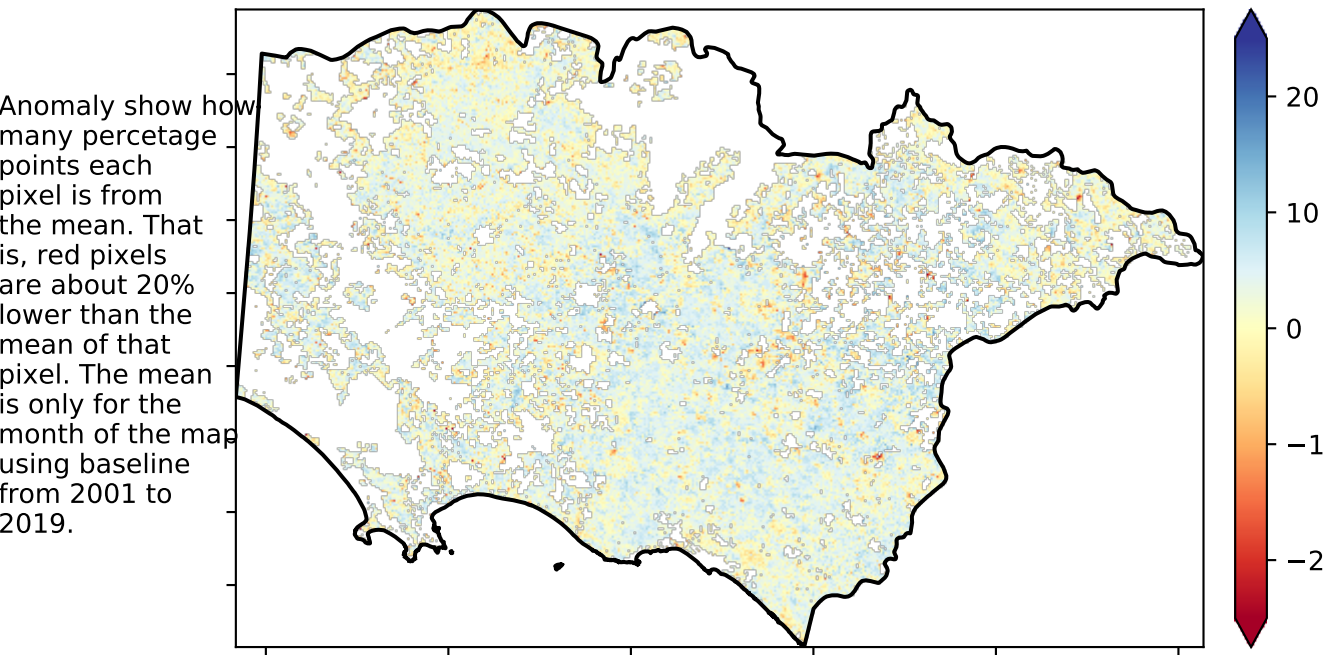 Anomaly show how
many percetage
points each
pixel is from
the mean. That
is, red pixels
are about 20%
lower than the
mean of that
pixel. The mean
is only for the
month of the map
using baseline
from 2001 to
2019.
20
10
0
−1
−2